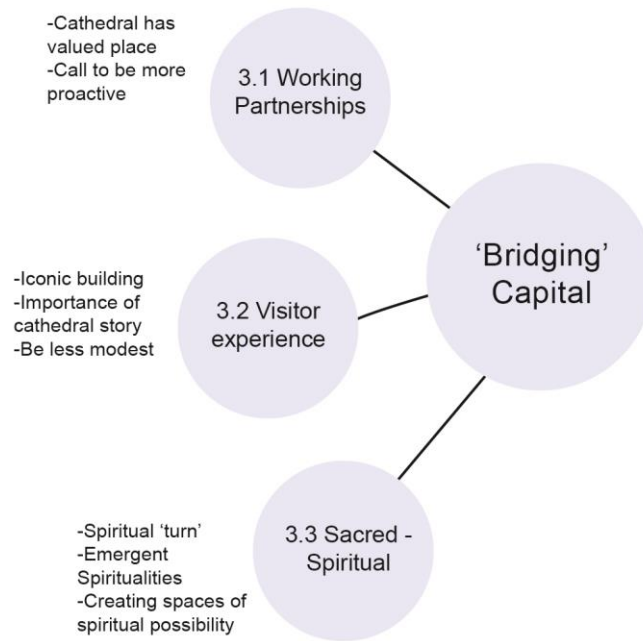 -Cathedral has
valued place
-Call to be more
proactive
3.1 Working
Partnerships
‘Bridging’
Capital
-Iconic building
-Importance of
cathedral story
-Be less modest
3.2 Visitor
experience
-Spiritual ‘turn’
-Emergent
Spiritualities
-Creating spaces of
spiritual possibility
3.3 Sacred -
Spiritual